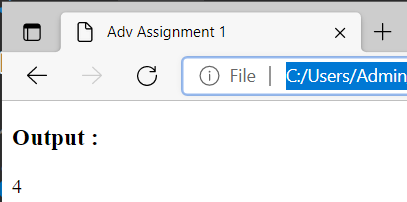 Adv Assignment 1
File
C:/Users/Admin
Output :
4